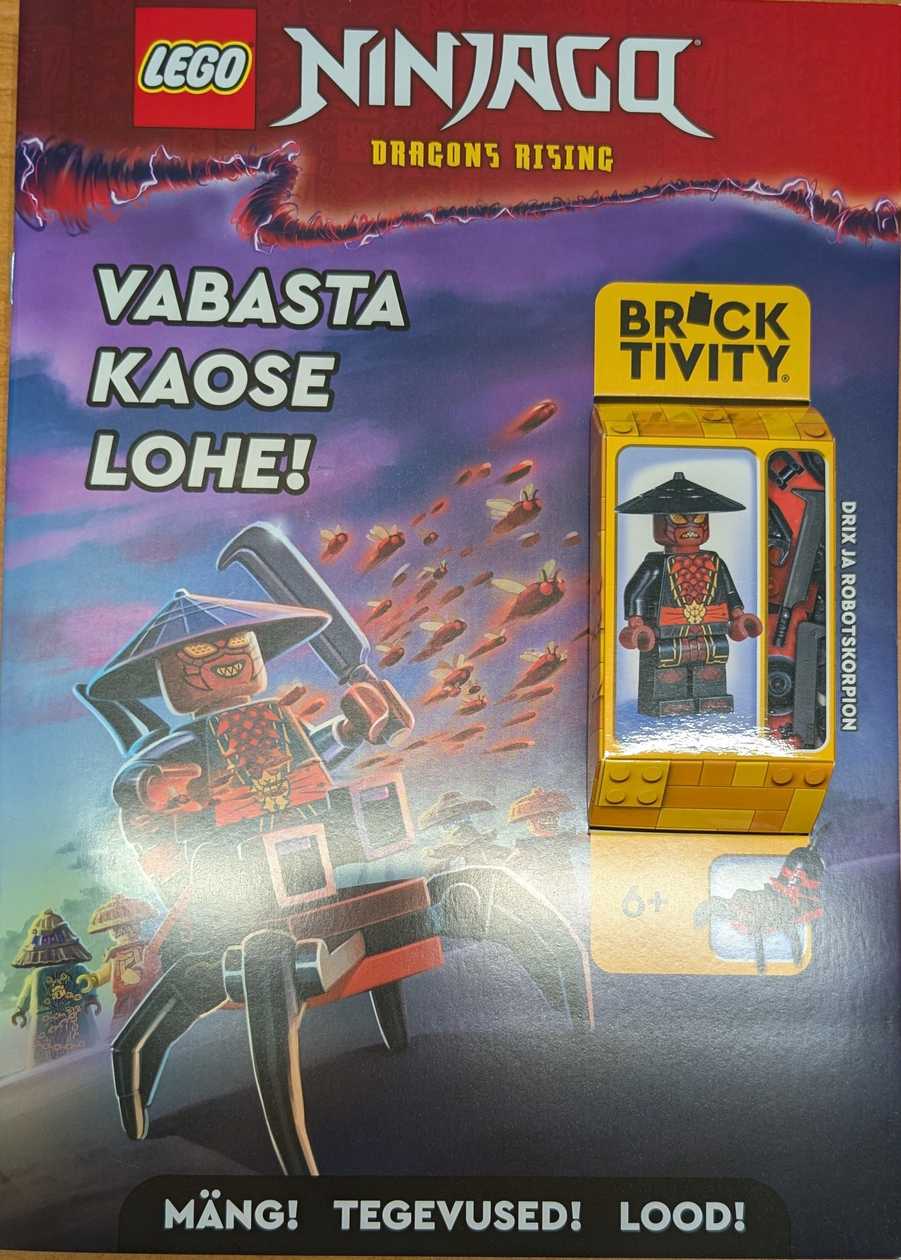 LEGO
NINJAGO®
DRAGONS RISING
VABASTA
KAOSE
LOHE!
BRICK
TIVITY®
DRIX JA ROBOTSKORPION
6+
MÄNG! TEGEVUSED! LOOD!